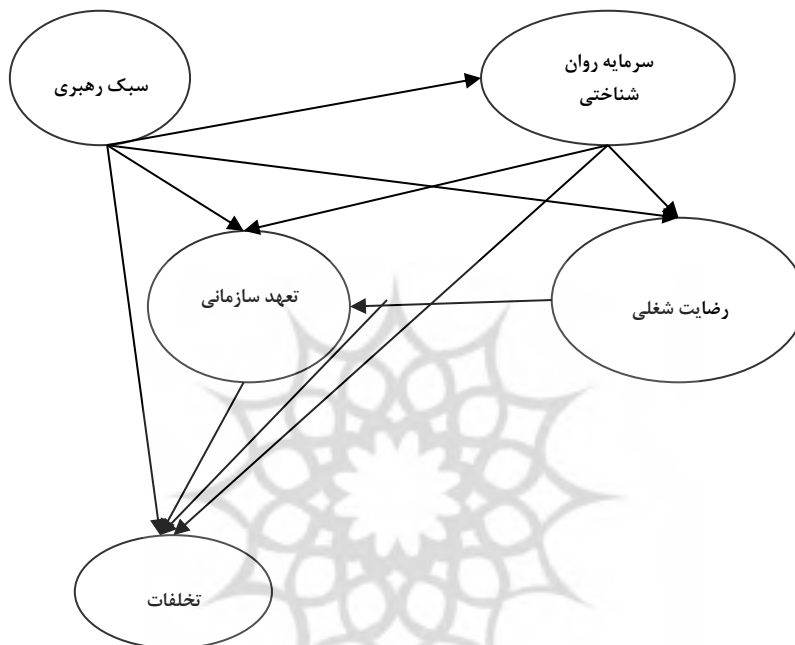 سرمایه روان
شناختی
سبک رهبری
تعهد سازمانی
رضایت شغلی
تخلفات